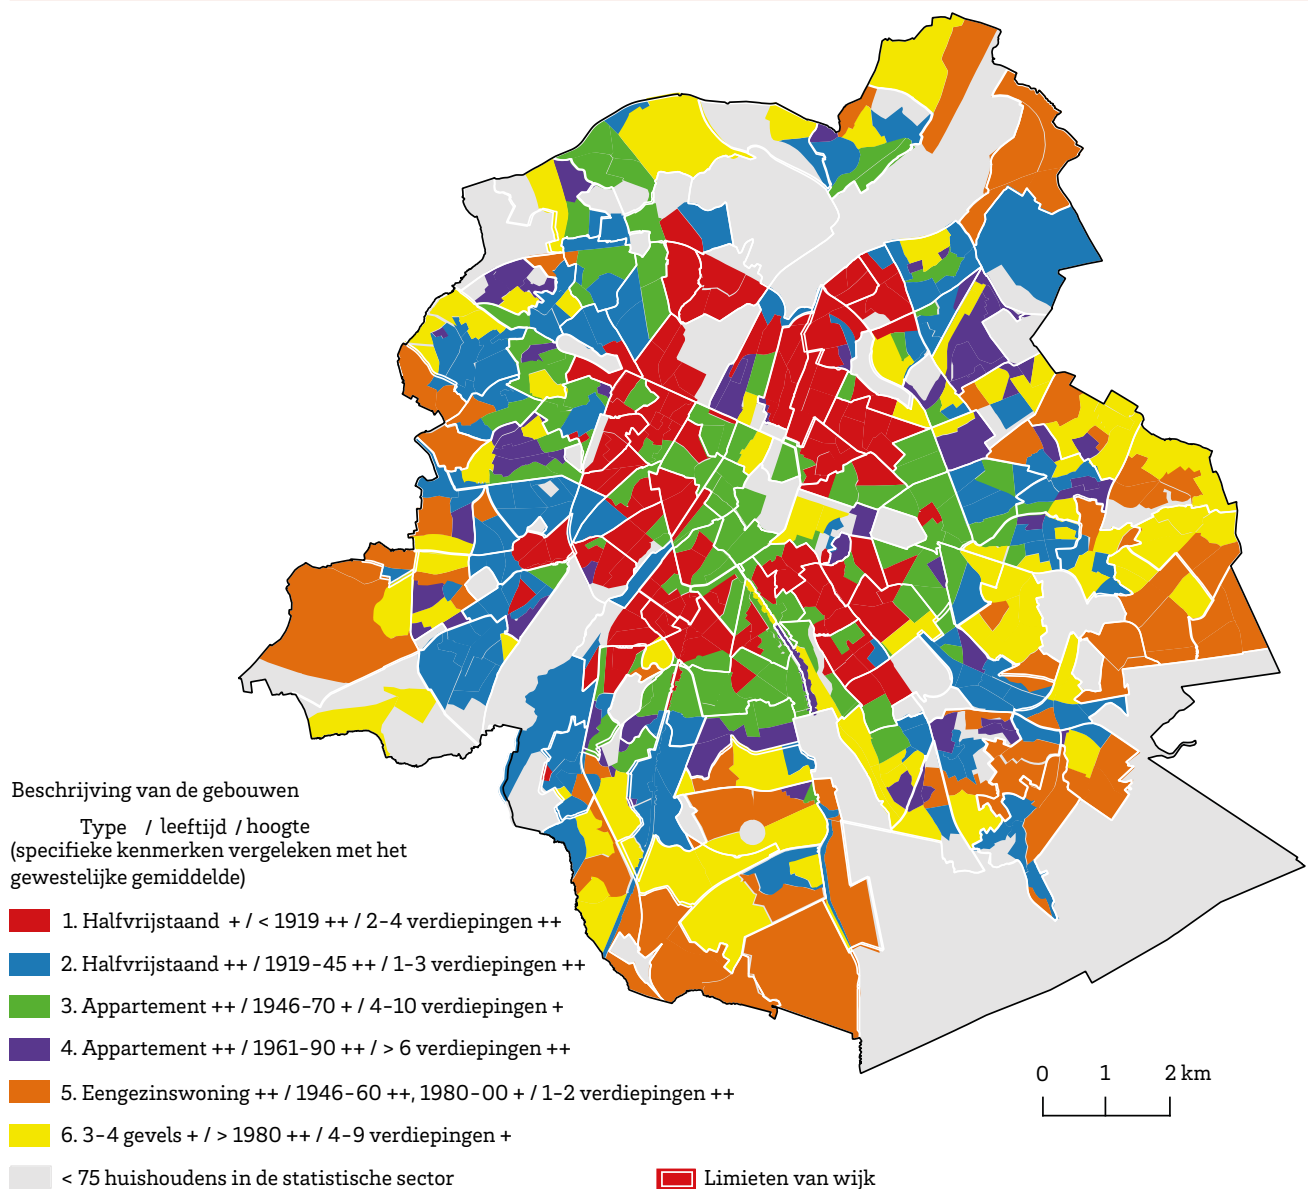 Beschrijving van de gebouwen
Type / leeftijd / hoogte
(specifieke kenmerken vergeleken met het
gewestelijke gemiddelde)
1. Halfvrijstaand + / < 1919 ++ / 2-4 verdiepingen ++
2. Halfvrijstaand ++ / 1919-45 ++ / 1-3 verdiepingen ++
3. Appartement ++ / 1946-70 + / 4-10 verdiepingen +
4. Appartement ++ / 1961-90 ++ / > 6 verdiepingen ++
5. Eengezinswoning ++ / 1946-60 ++, 1980-00 + / 1-2 verdiepingen ++
6. 3-4 gevels + / > 1980 ++ / 4-9 verdiepingen +
< 75 huishoudens in de statistische sector
Limieten van wijk
0 1 2 km